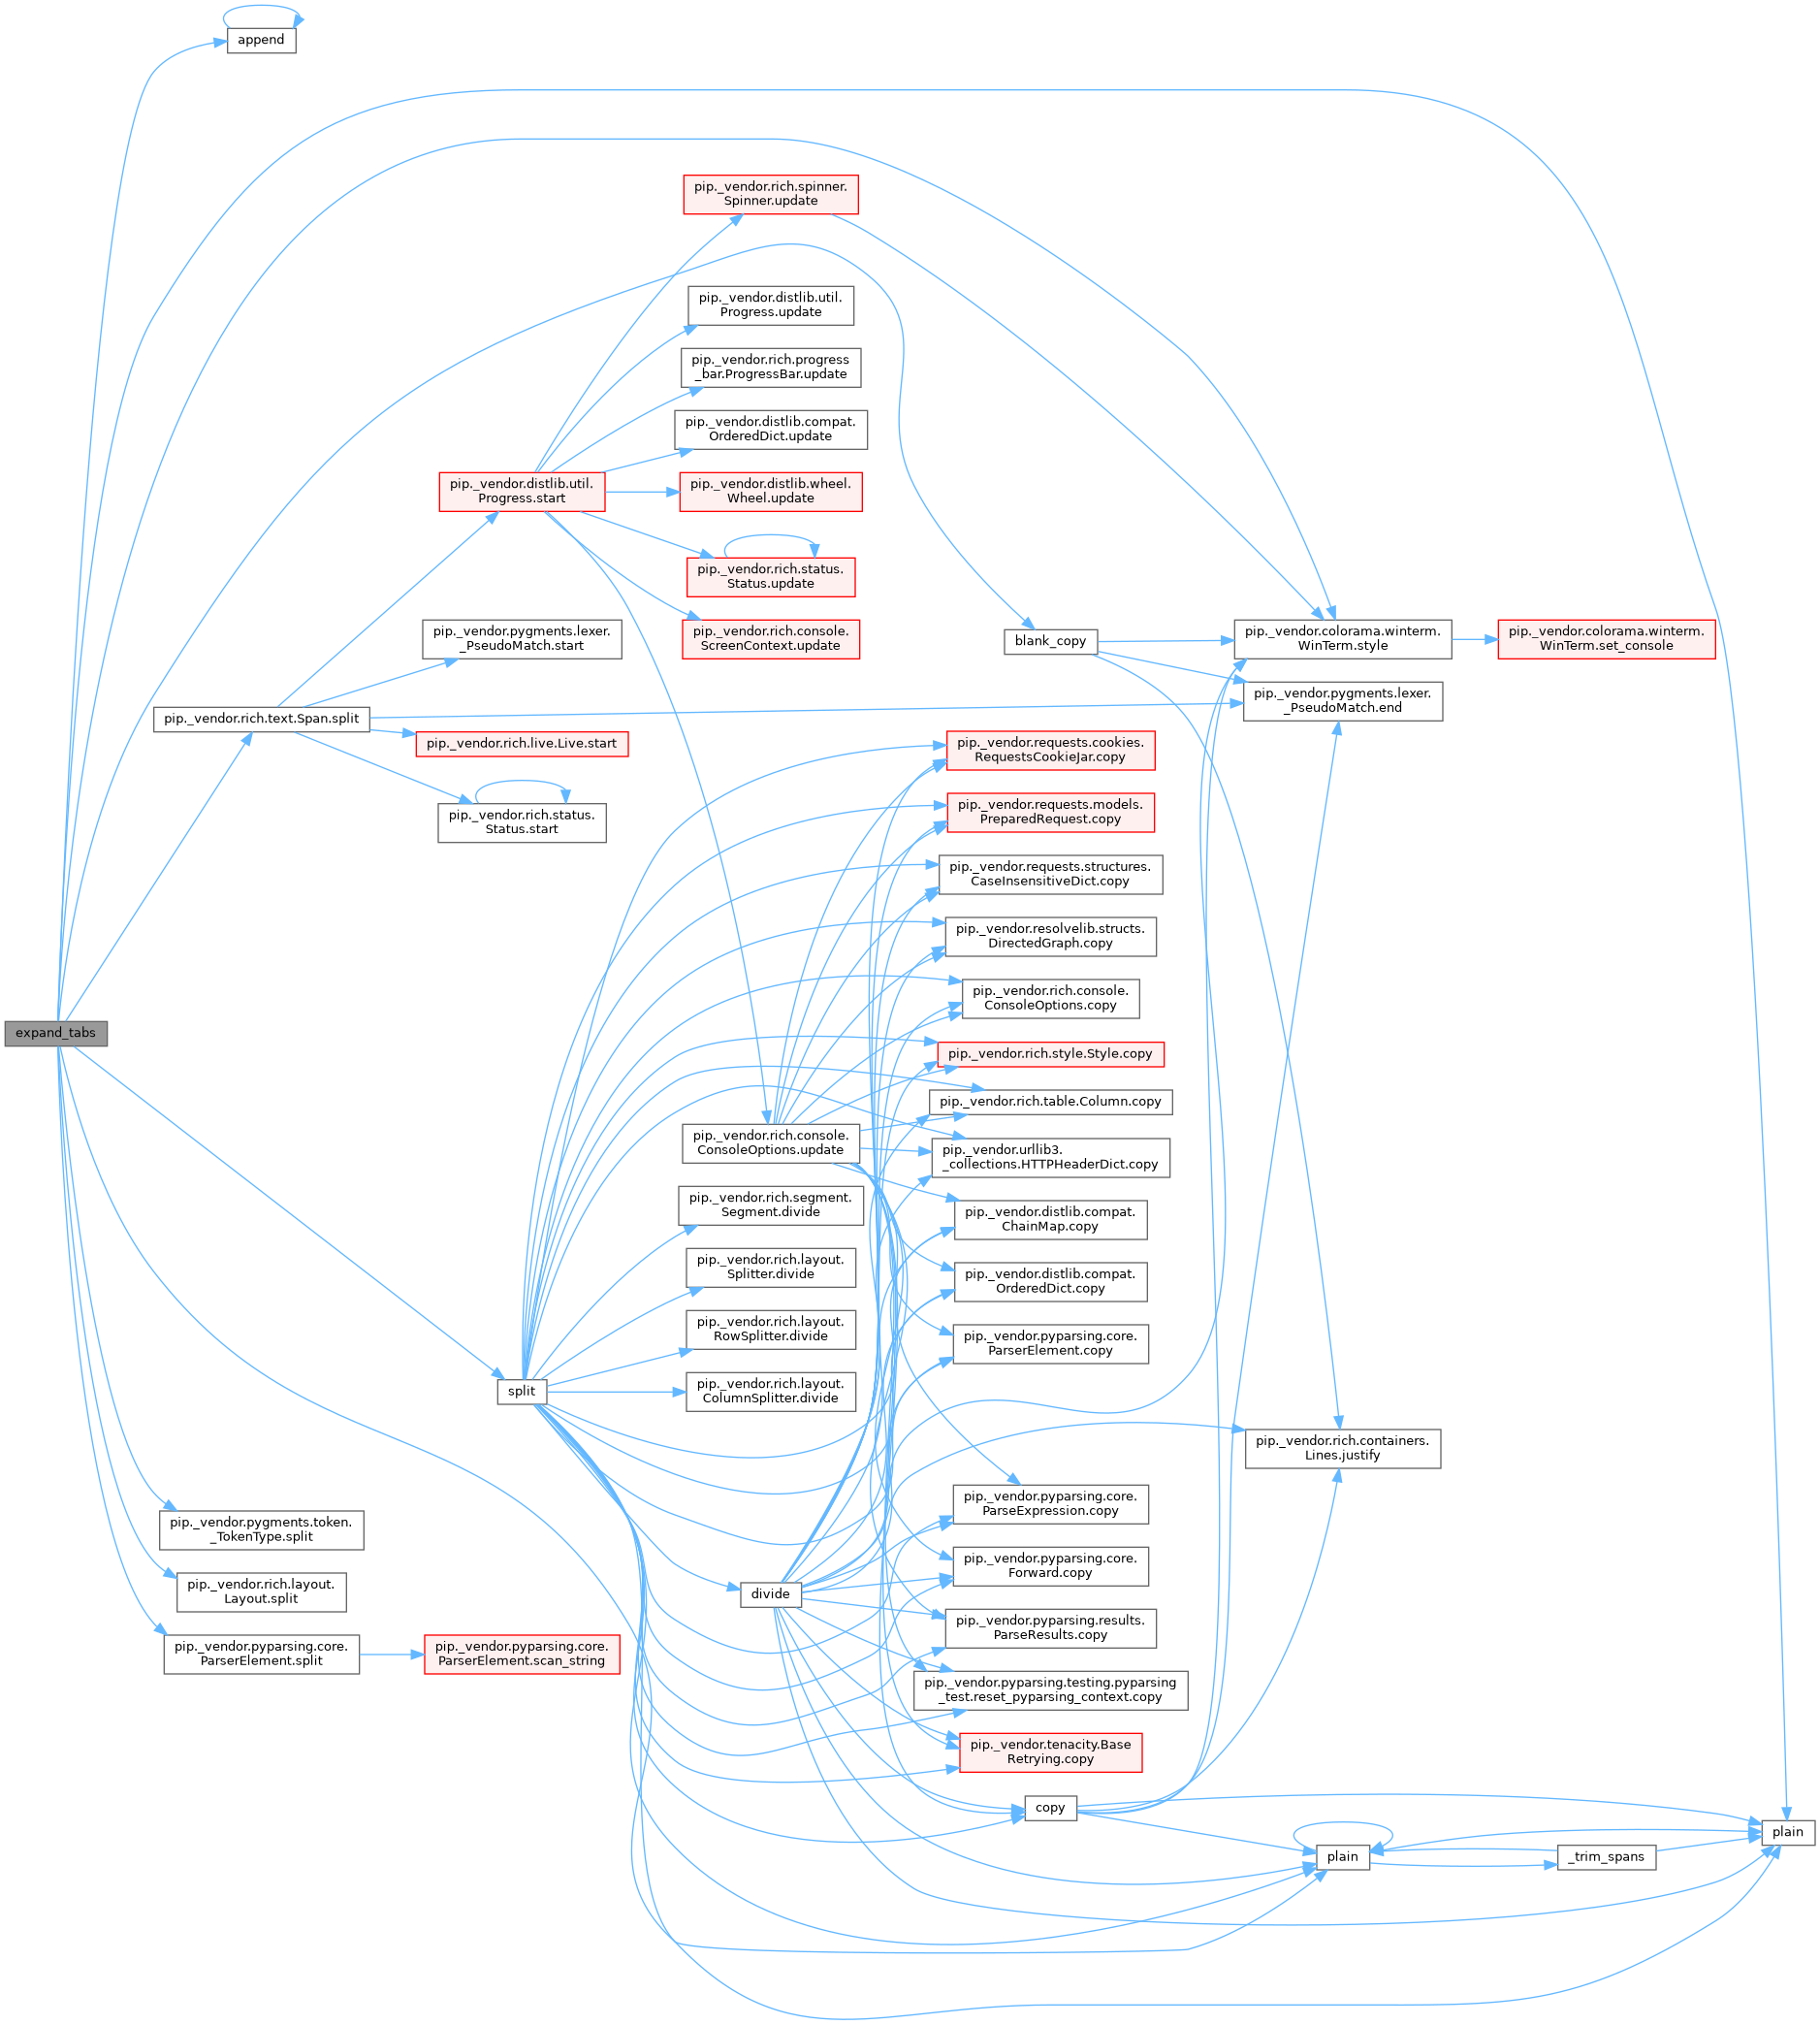 append
pip._vendor.rich.spinner.
Spinner.update
pip._vendor.distlib.util.
Progress.update
pip._vendor.rich.progress
_bar.ProgressBar.update
pip._vendor.distlib.compat.
OrderedDict.update
pip._vendor.distlib.util.
Progress.start
pip._vendor.distlib.wheel.
Wheel.update
pip._vendor.rich.status.
Status.update
pip._vendor.rich.console.
ScreenContext.update
pip._vendor.pygments.lexer.
_PseudoMatch.start
blank_copy
pip._vendor.colorama.winterm.
WinTerm.style
pip._vendor.colorama.winterm.
WinTerm.set_console
pip._vendor.pygments.lexer.
_PseudoMatch.end
pip._vendor.rich.text.Span.split
pip._vendor.rich.live.Live.start
pip._vendor.rich.status.
Status.start
pip._vendor.requests.cookies.
RequestsCookieJar.copy
pip._vendor.requests.models.
PreparedRequest.copy
pip._vendor.requests.structures.
CaseInsensitiveDict.copy
pip._vendor.resolvelib.structs.
DirectedGraph.copy
pip._vendor.rich.console.
ConsoleOptions.copy
expand_tabs
pip._vendor.rich.style.Style.copy
pip._vendor.rich.table.Column.copy
pip._vendor.rich.console.
ConsoleOptions.update
pip._vendor.urllib3.
_collections.HTTPHeaderDict.copy
pip._vendor.rich.segment.
Segment.divide
pip._vendor.distlib.compat.
ChainMap.copy
pip._vendor.rich.layout.
Splitter.divide
pip._vendor.distlib.compat.
OrderedDict.copy
pip._vendor.rich.layout.
RowSplitter.divide
pip._vendor.pyparsing.core.
ParserElement.copy
split
pip._vendor.rich.layout.
ColumnSplitter.divide
pip._vendor.rich.containers.
Lines.justify
pip._vendor.pyparsing.core.
ParseExpression.copy
pip._vendor.pygments.token.
_TokenType.split
pip._vendor.pyparsing.core.
Forward.copy
pip._vendor.rich.layout.
Layout.split
divide
pip._vendor.pyparsing.results.
ParseResults.copy
pip._vendor.pyparsing.core.
ParserElement.split
pip._vendor.pyparsing.core.
ParserElement.scan_string
pip._vendor.pyparsing.testing.pyparsing
_test.reset_pyparsing_context.copy
pip._vendor.tenacity.Base
Retrying.copy
copy
plain
plain
_trim_spans